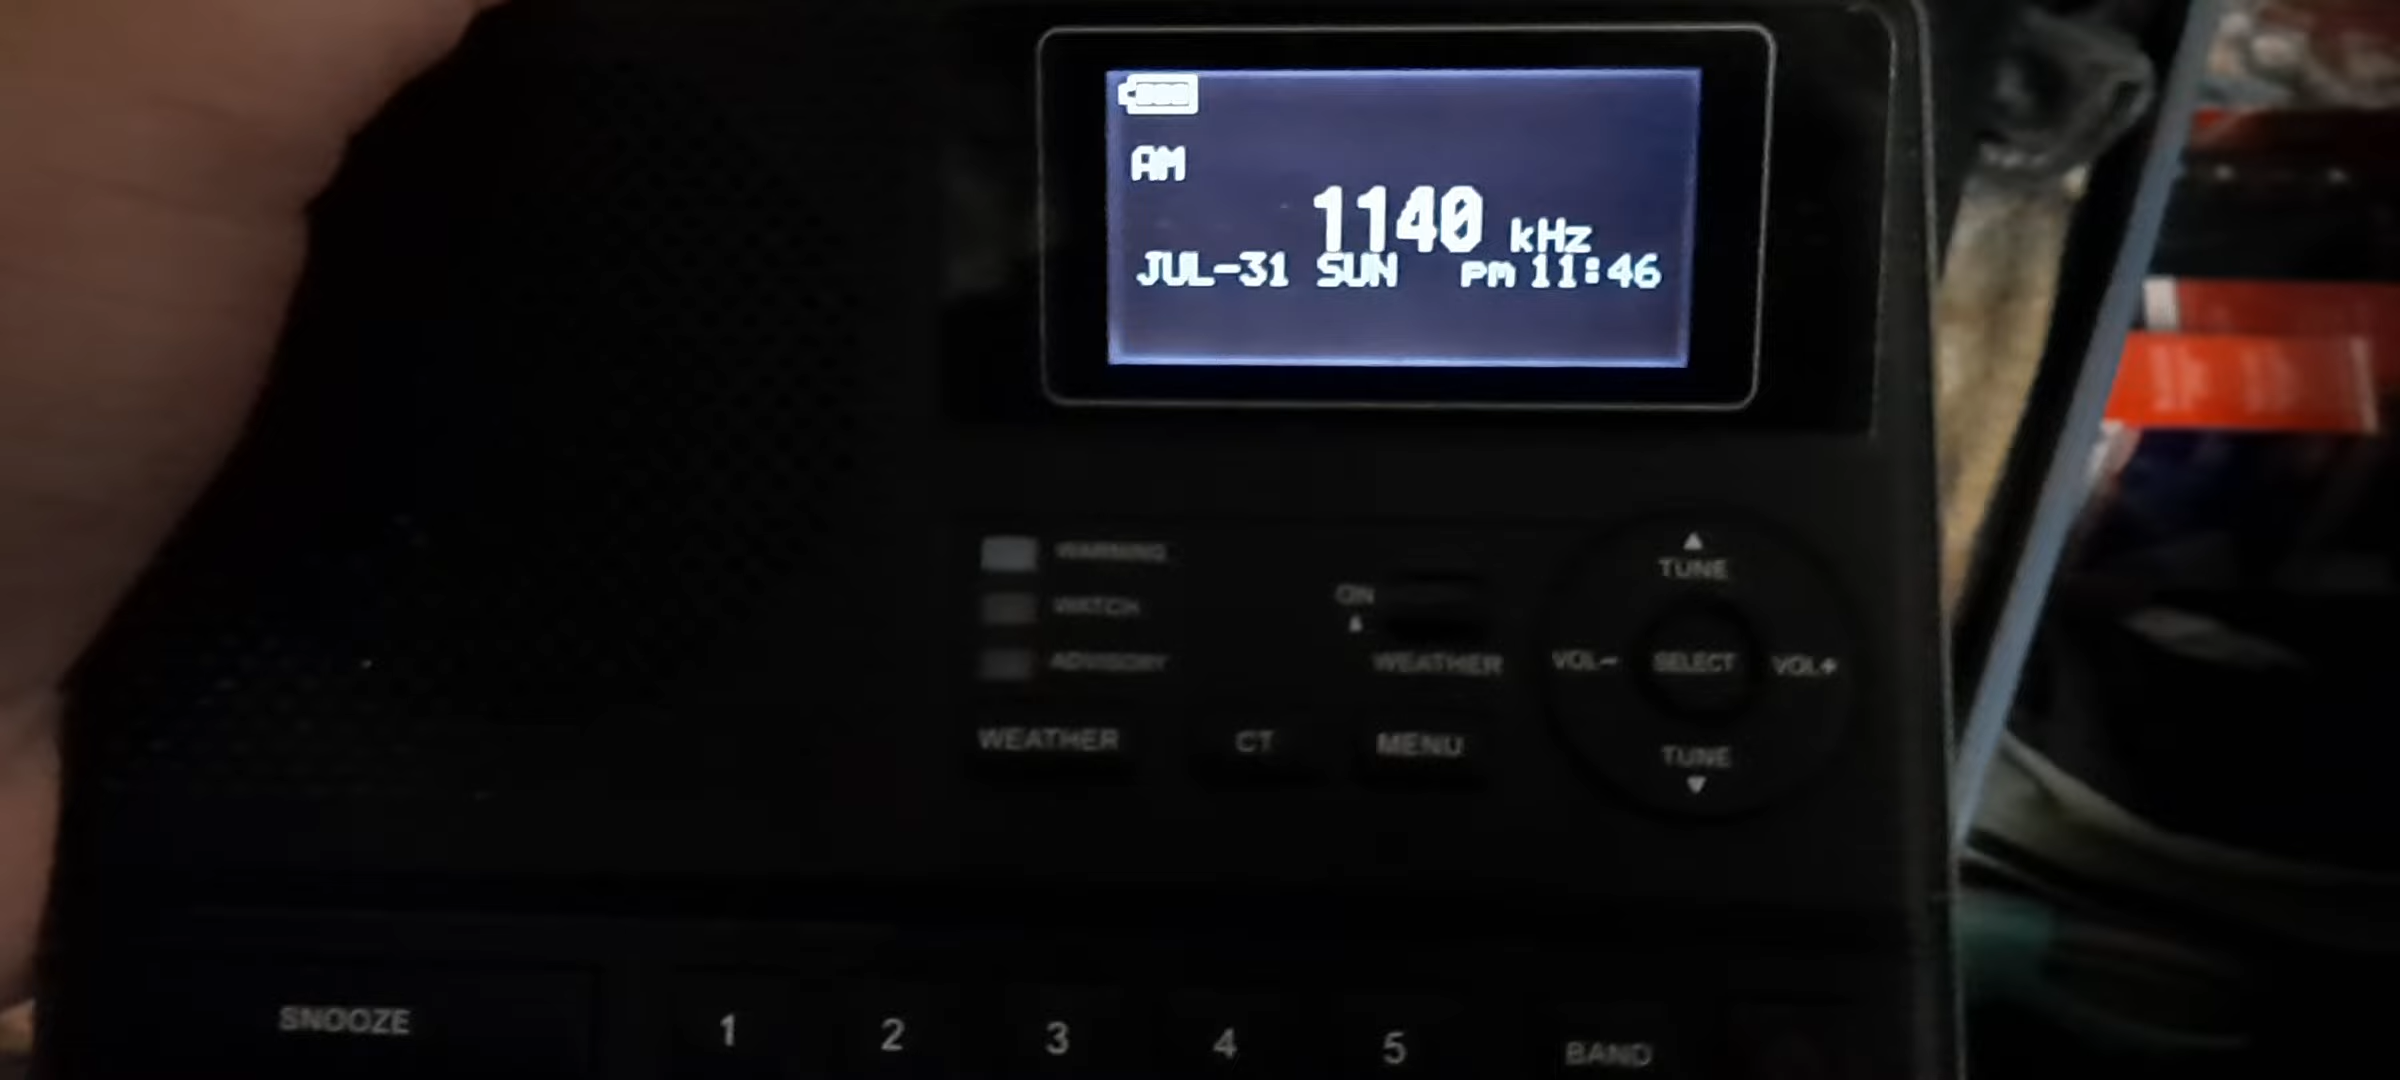 AM
1140 kHz
JUL-31 SUN pm 11:46
WARNING
WATCH
ADVISORY
ON
WEATHER
▲
TUNE
VOL- SELECT VOL+
TUNE
▼
WEATHER CT MENU
SNOOZE 1 2 3 4 5 BAND